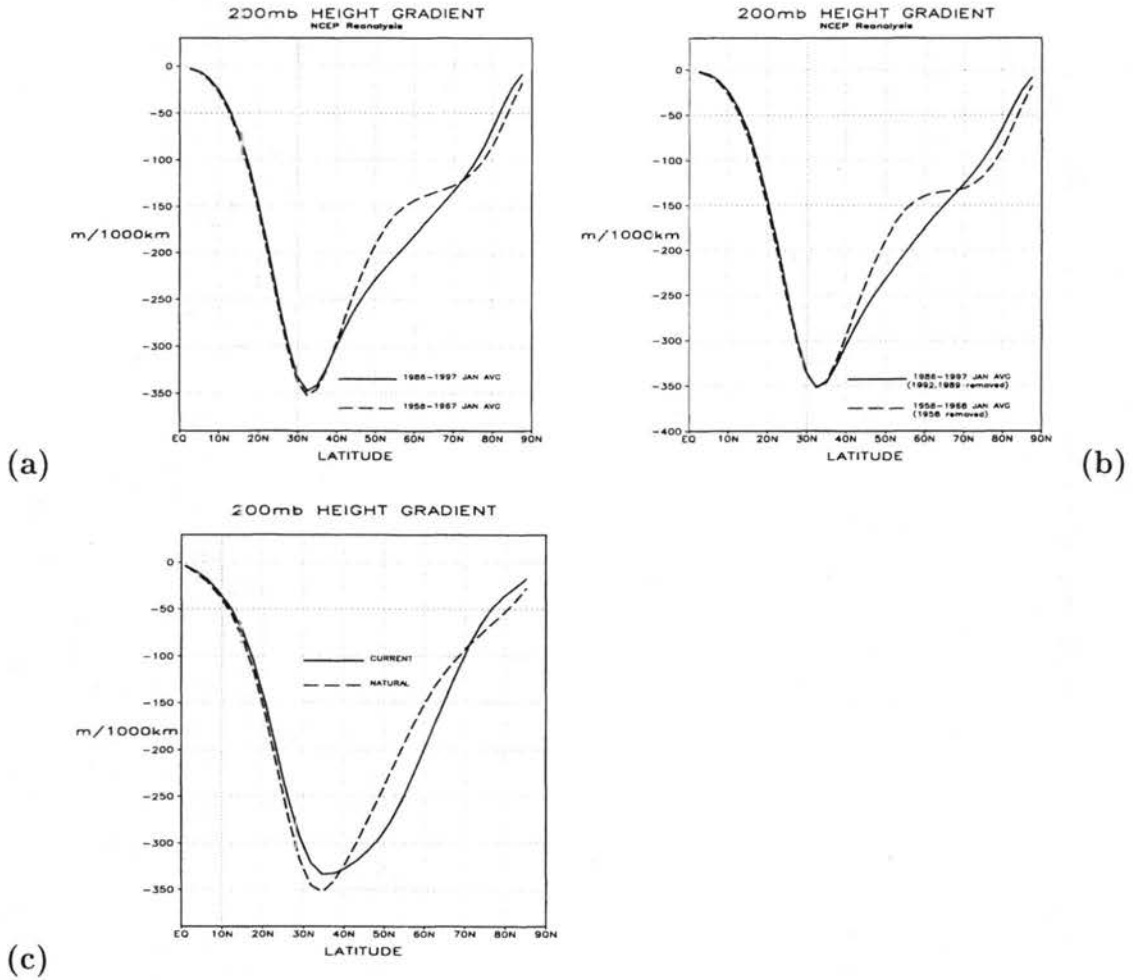 200mb HEIGHT GRADIENT
NCEP Reanalysis
0
-50
-100
-150
m/1000km
-200
-250
-300
-350
1986-1997 JAN AVG
1958-1967 JAN AVG
EQ 10N 20N 30N 40N 50N 60N 70N 80N 90N
LATITUDE
(a)
200mb HEIGHT GRADIENT
NCEP Reanalysis
0
-50
-100
-150
m/1000km
-200
-250
-300
-350
-400
1986-1997 JAN AVG
(1992,1989 removed)
1958-1968 JAN AVG
(1958 removed)
EQ 10N 20N 30N 40N 50N 60N 70N 80N 90N
LATITUDE
(b)
200mb HEIGHT GRADIENT
0
-50
-100
-150
m/1000km
-200
-250
-300
-350
CURRENT
NATURAL
EQ 10N 20N 30N 40N 50N 60N 70N 80N 90N
LATITUDE
(c)